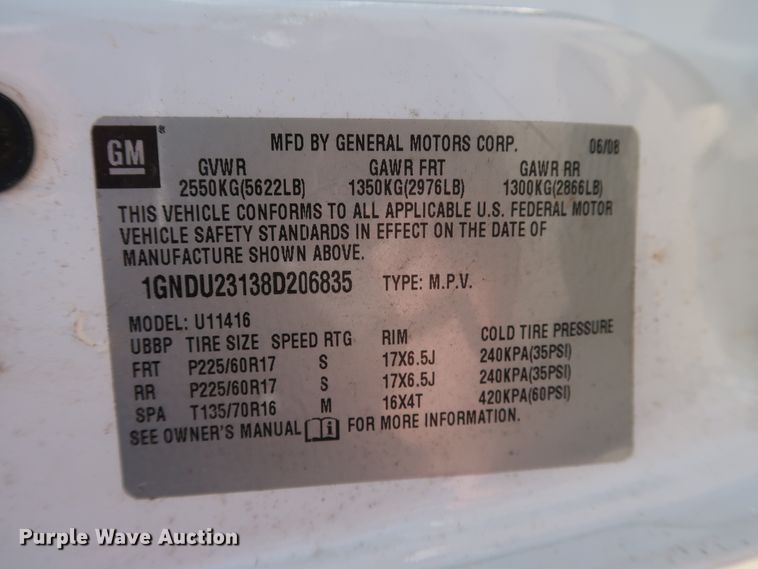 GM ® MFD BY GENERAL MOTORS CORP. 06/08
GVWR GAWR FRT GAWR RR
2550KG(5622LB) 1350KG(2976LB) 1300KG(2866LB)
THIS VEHICLE CONFORMS TO ALL APPLICABLE U.S. FEDERAL MOTOR
VEHICLE SAFETY STANDARDS IN EFFECT ON THE DATE OF
MANUFACTURE SHOWN ABOVE.
1GNDU23138D206835 TYPE: M.P.V.
MODEL: U11416
UBBP TIRE SIZE SPEED RTG RIM COLD TIRE PRESSURE
FRT P225/60R17 S 17X6.5J 240KPA(35PSI)
RR P225/60R17 S 17X6.5J 240KPA(35PSI)
SPA T135/70R16 M 16X4T 420KPA(60PSI)
SEE OWNER'S MANUAL i FOR MORE INFORMATION.
Purple Wave Auction